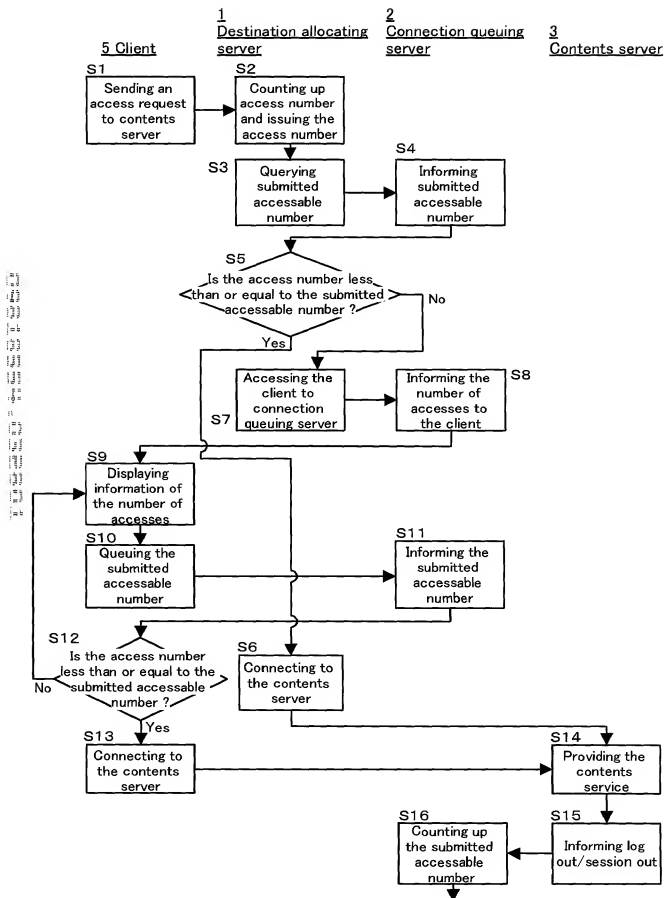 1
2
3
5 Client
Destination allocating
server
Connection queuing
server
Contents server
S1
Sending an
access request
to contents
server
S2
Counting up
access number
and issuing the
access number
S3
Querying
submitted
accessable
number
S4
Informing
submitted
accessable
number
S5
Is the access number less
than or equal to the submitted
accessable number ?
No
Yes
S7
Accessing the
client to
connection
queuing server
S8
Informing the
number of
accesses to
the client
S9
Displaying
information of
the number of
accesses
S10
Queuing the
submitted
accessable
number
S11
Informing the
submitted
accessable
number
S12
Is the access number
less than or equal to the
submitted accessable
number ?
No
Yes
S6
Connecting to
the contents
server
S13
Connecting to
the contents
server
S14
Providing the
contents
service
S15
Informing log
out/session out
S16
Counting up
the submitted
accessable
number